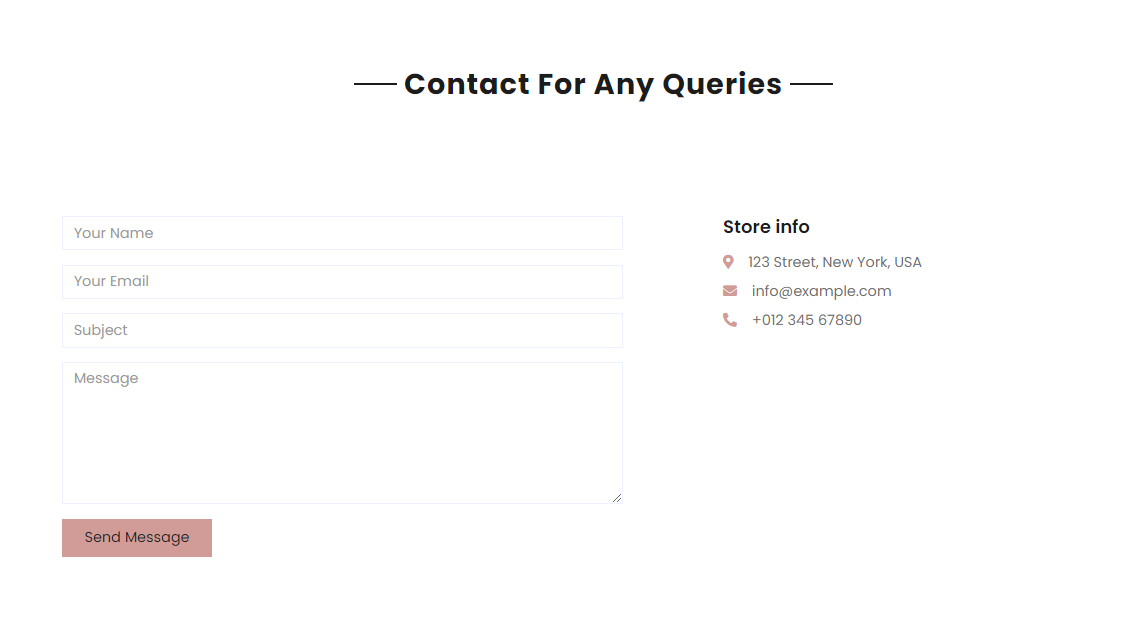 Contact For Any Queries
Your Name
Your Email
Subject
Message
Send Message
Store info
123 Street, New York, USA
info@example.com
+012 345 67890